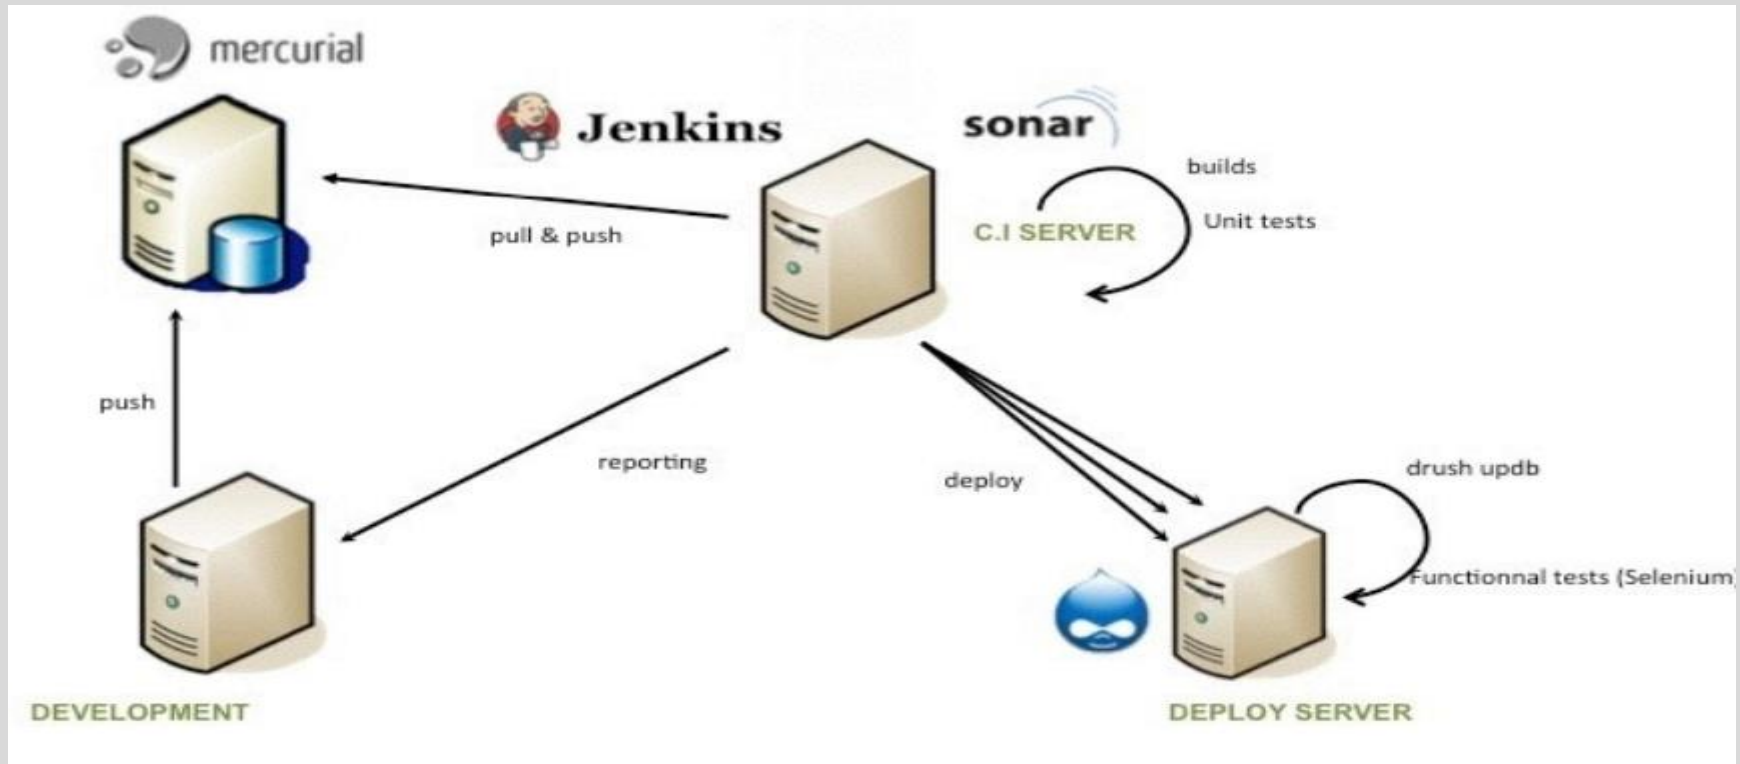 mercurial
Jenkins
sonar
builds
pull & push
C.I SERVER
Unit tests
push
reporting
deploy
drush updb
Functionnal tests (Selenium)
DEVELOPMENT
DEPLOY SERVER